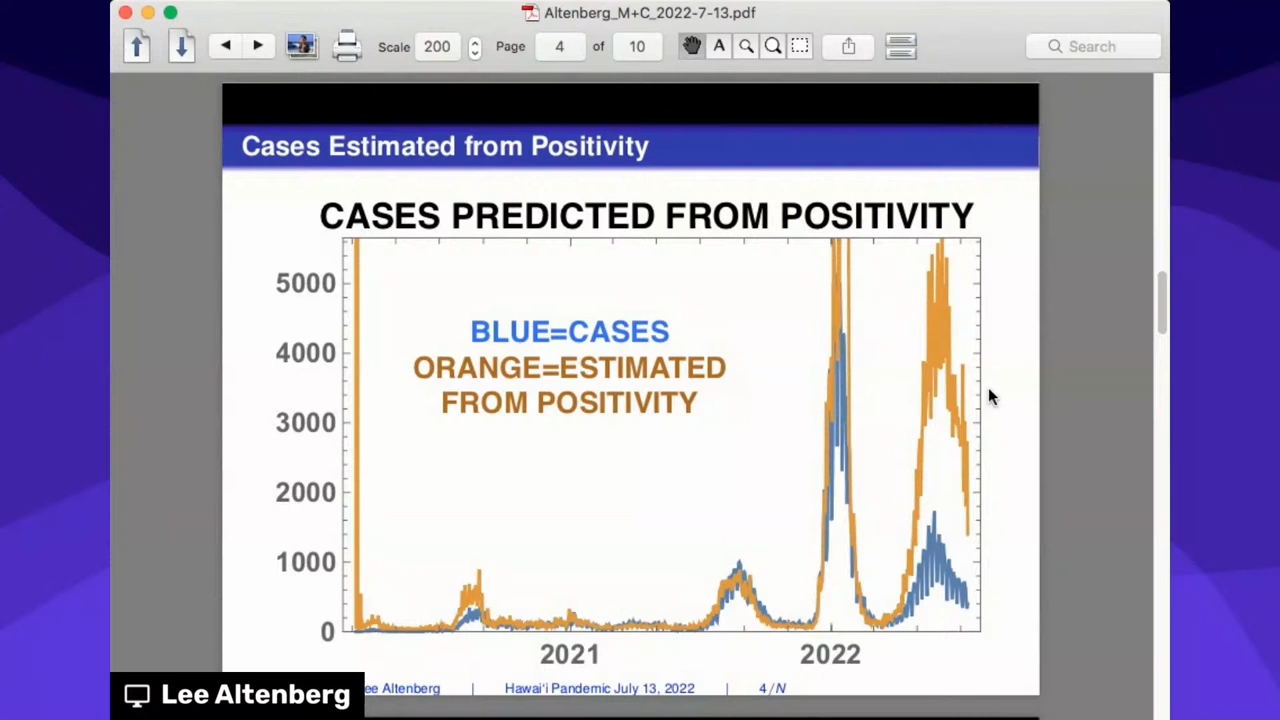 Altenberg_M+C_2022-7-13.pdf
Scale 200 Page 4 of 10 A Search
Cases Estimated from Positivity
CASES PREDICTED FROM POSITIVITY
5000
4000
3000
2000
1000
0
BLUE=CASES
ORANGE=ESTIMATED
FROM POSITIVITY
2021 2022
ee Altenberg | Hawai‘i Pandemic July 13, 2022 | 4 / N
Lee Altenberg